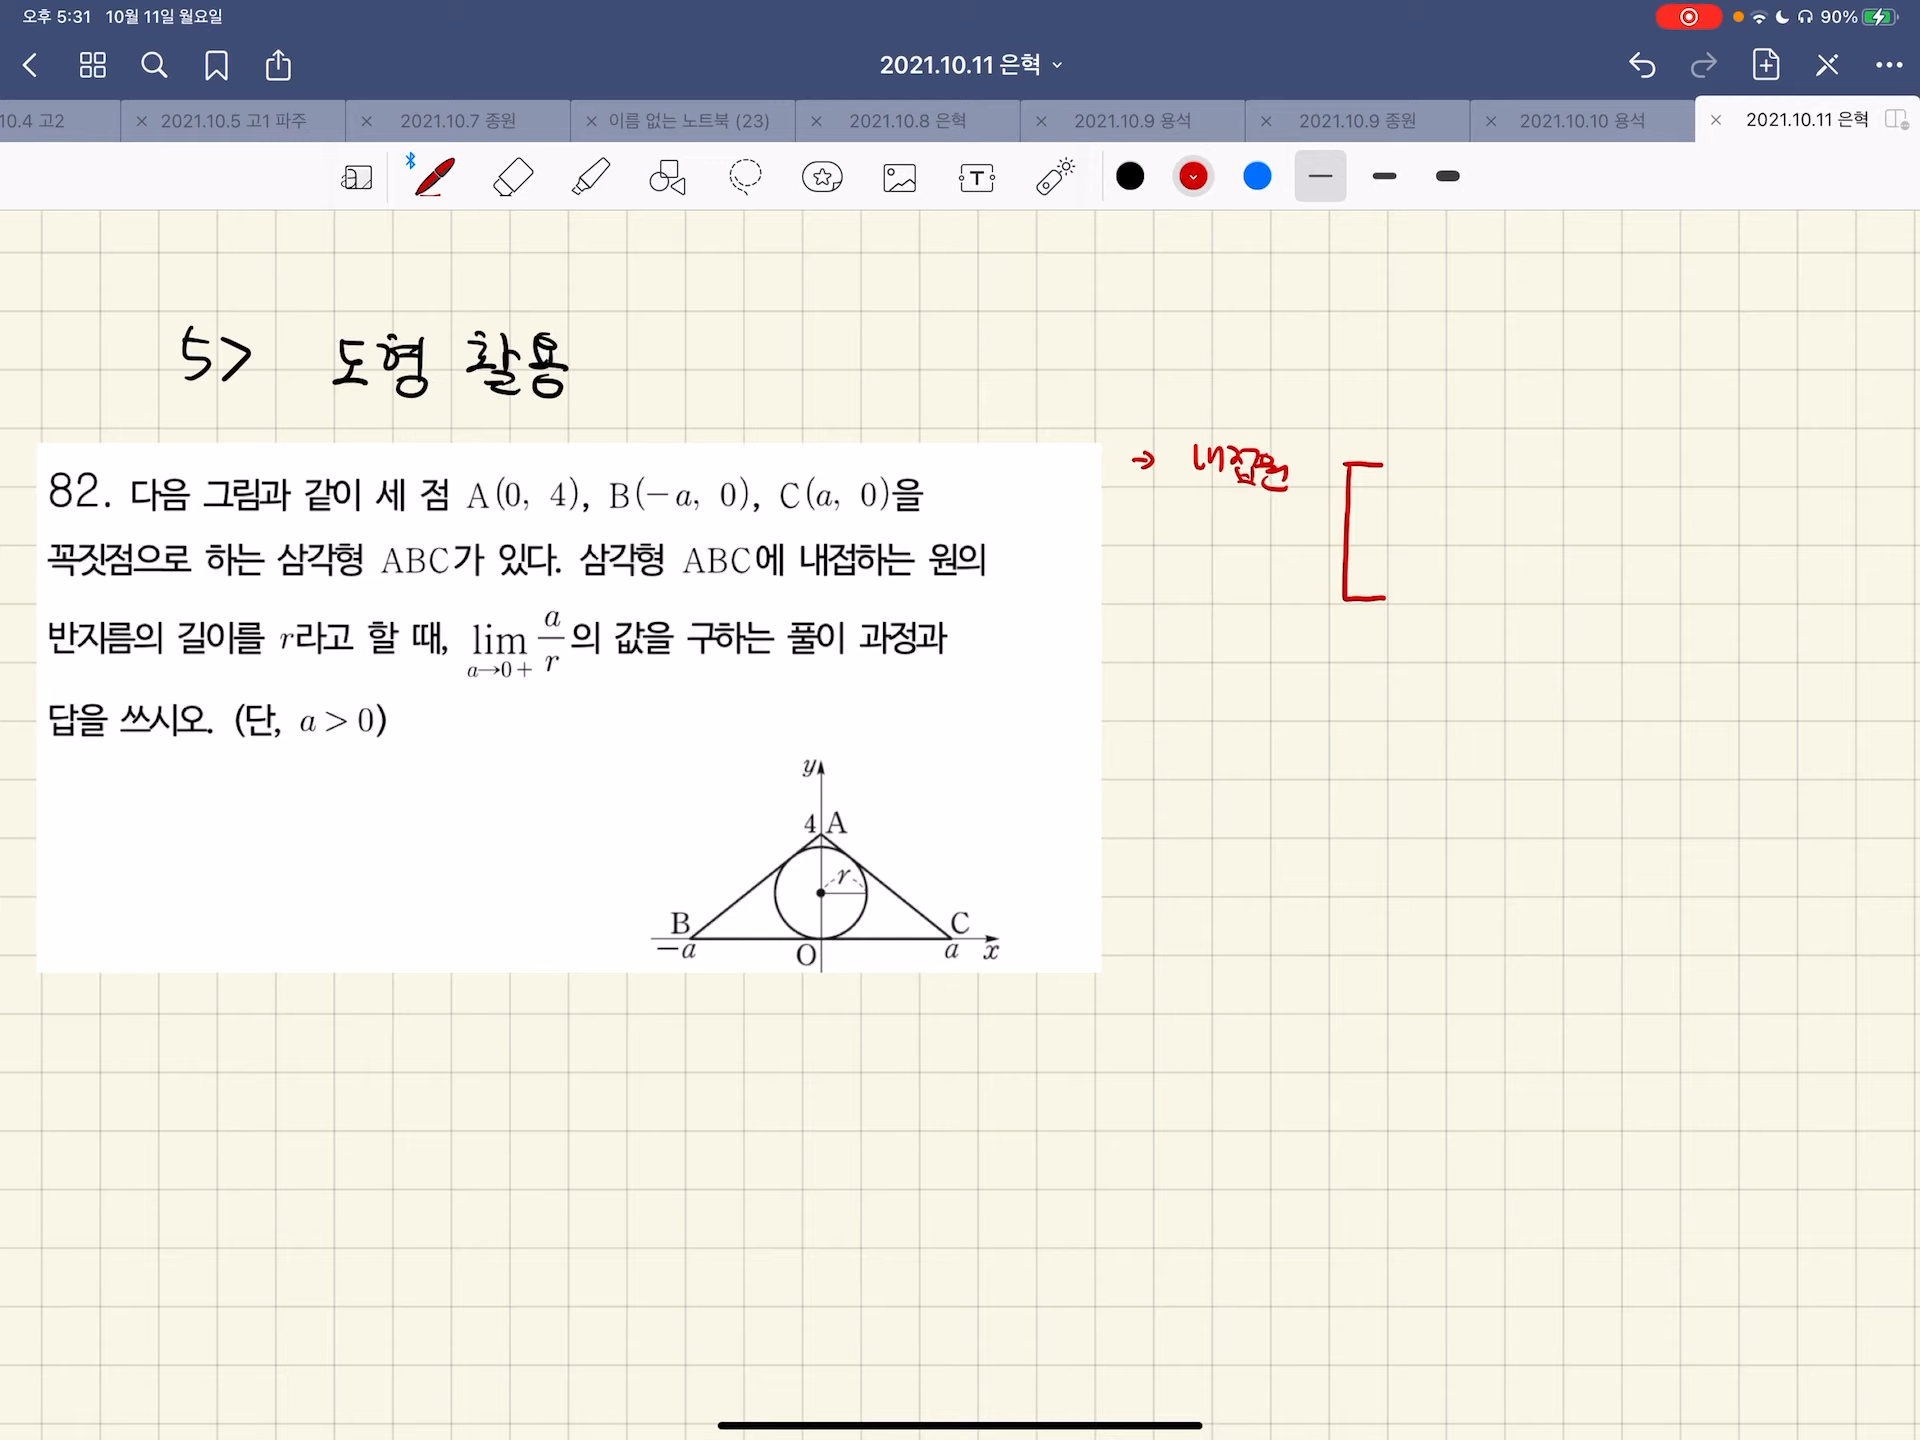 오후 5:31 10월 11일 월요일
90%
2021.10.11 은혁
10.4 고2
2021.10.5 고1 파주
2021.10.7 종원
이름 없는 노트북 (23)
2021.10.8 은혁
2021.10.9 용석
2021.10.9 종원
2021.10.10 용석
2021.10.11 은혁
5> 도형 활용
→ 내접원
82. 다음 그림과 같이 세 점 A(0, 4), B(−a, 0), C(a, 0)을
꼭짓점으로 하는 삼각형 ABC가 있다. 삼각형 ABC에 내접하는 원의
반지름의 길이를 r라고 할 때, lim a→0+ a/r의 값을 구하는 풀이 과정과
답을 쓰시오. (단, a > 0)
y
4 A
r
B C
−a O a x